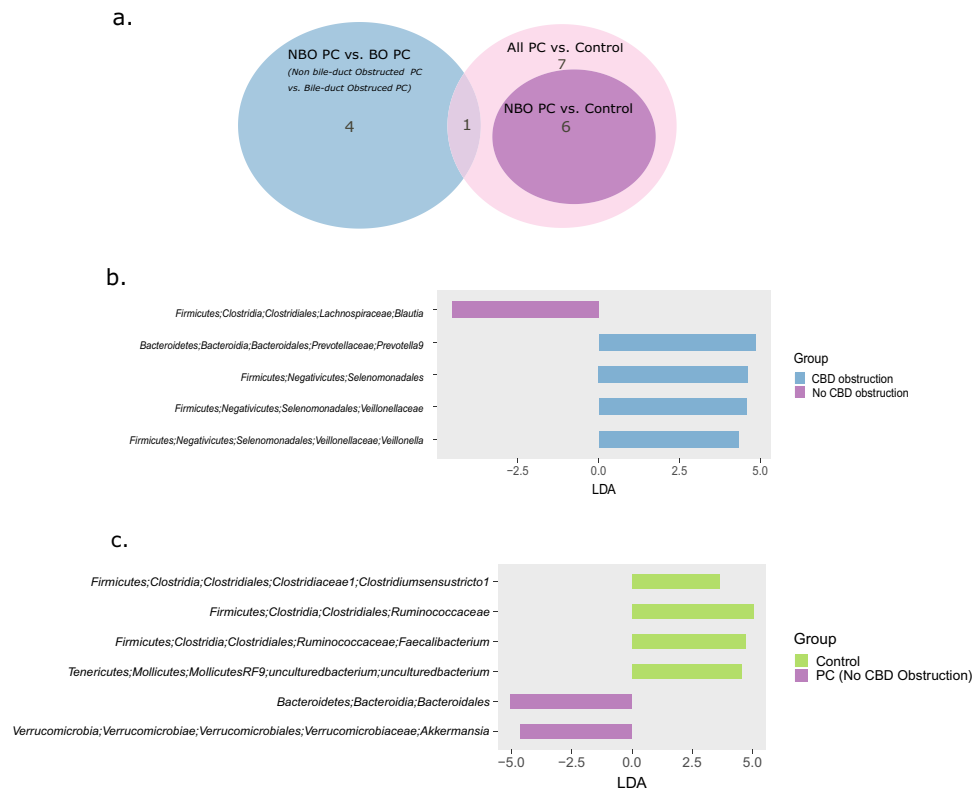 a.
NBO PC vs. BO PC
(Non bile-duct Obstructed PC
vs. Bile-duct Obstruced PC)
4
1
All PC vs. Control
7
NBO PC vs. Control
6
b.
Firmicutes;Clostridia;Clostridiales;Lachnospiraceae;Blautia
Bacteroidetes;Bacteroidia;Bacteroidales;Prevotellaceae;Prevotella9
Firmicutes;Negativicutes;Selenomonadales
Firmicutes;Negativicutes;Selenomonadales;Veillonellaceae
Firmicutes;Negativicutes;Selenomonadales;Veillonellaceae;Veillonella
−2.5 0.0 2.5 5.0
LDA
Group
CBD obstruction
No CBD obstruction
c.
Firmicutes;Clostridia;Clostridiales;Clostridiaceae1;Clostridiumsensustricto1
Firmicutes;Clostridia;Clostridiales;Ruminococcaceae
Firmicutes;Clostridia;Clostridiales;Ruminococcaceae;Faecalibacterium
Tenericutes;Mollicutes;MollicutesRF9;unculturedbacterium;unculturedbacterium
Bacteroidetes;Bacteroidia;Bacteroidales
Verrucomicrobia;Verrucomicrobiae;Verrucomicrobiales;Verrucomicrobiaceae;Akkermansia
−5.0 −2.5 0.0 2.5 5.0
LDA
Group
Control
PC (No CBD Obstruction)